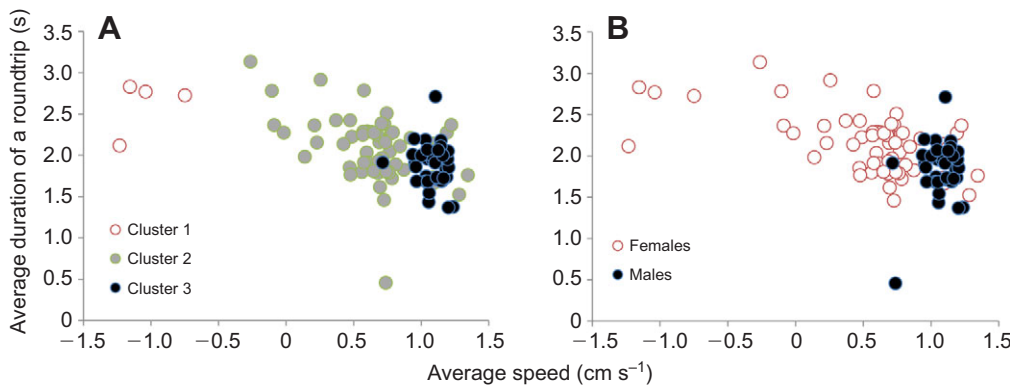 A
B
Average duration of a roundtrip (s)
3.5
3.0
2.5
2.0
1.5
1.0
0.5
0
Cluster 1
Cluster 2
Cluster 3
−1.5 −1.0 −0.5 0 0.5 1.0 1.5
3.5
3.0
2.5
2.0
1.5
1.0
0.5
0
Females
Males
−1.5 −1.0 −0.5 0 0.5 1.0 1.5
Average speed (cm s⁻¹)